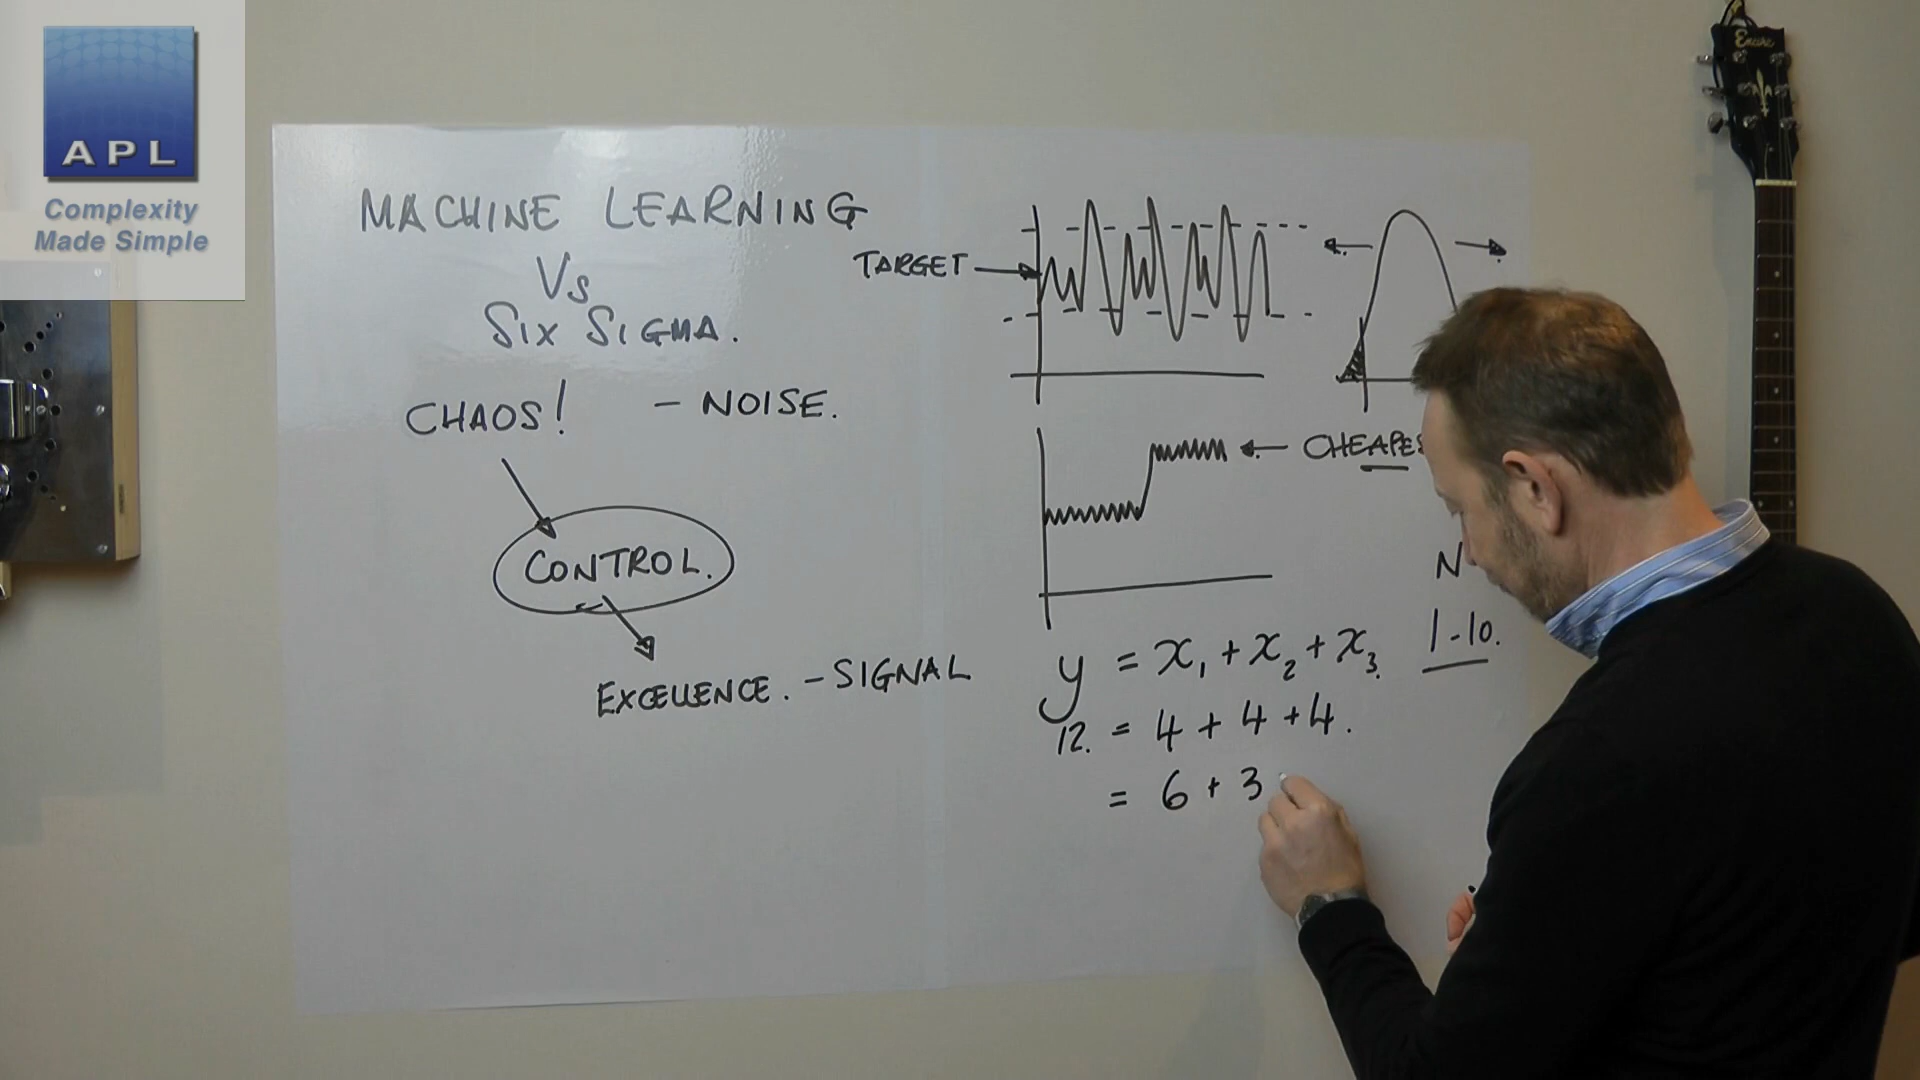 APL
Complexity
Made Simple
Encore
MACHINE LEARNING
Vs
SIX SIGMA.
CHAOS! - NOISE.
CONTROL.
EXCELLENCE. - SIGNAL
TARGET
N
1-10.
y = x₁ + x₂ + x₃.
12. = 4 + 4 + 4.
= 6 + 3